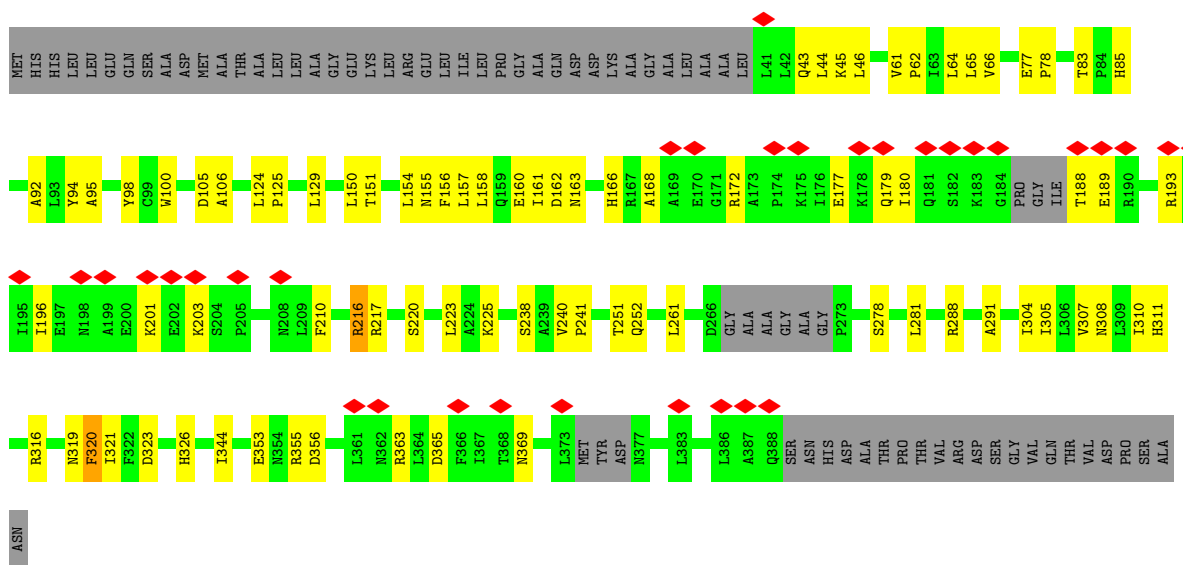 MET HIS HIS LEU LEU GLU GLN SER ALA ASP MET ALA THR ALA LEU LEU ALA GLY GLU LYS LEU ARG GLU LEU ILE LEU PRO GLY ALA GLN ASP ASP LYS ALA GLY ALA LEU ALA ALA LEU L41 L42 Q43 L44 K45 L46 V61 P62 I63 L64 L65 V66 E77 P78 T83 P84 H85
A92 L93 Y94 A95 Y98 C99 W100 D105 A106 L124 P125 L129 L150 T151 L154 N155 F156 L157 L158 Q159 E160 I161 D162 N163 H166 R167 A168 A169 E170 G171 R172 A173 P174 K175 I176 E177 K178 Q179 I180 Q181 S182 K183 G184 PRO GLY ILE T188 E189 R190 R193
I195 I196 E197 N198 A199 E200 K201 E202 K203 S204 P205 N208 L209 F210 R216 R217 S220 L223 A224 K225 S238 A239 V240 P241 T251 Q252 L261 D266 GLY ALA ALA GLY ALA GLY P273 S278 L281 R288 A291 I304 I305 L306 V307 N308 L309 I310 H311
R316 N319 F320 I321 F322 D323 H326 I344 E353 N354 R355 D356 L361 N362 R363 L364 D365 F366 I367 T368 N369 L373 MET TYR ASP N377 L383 L386 A387 Q388 SER ASN HIS ASP ALA THR PRO THR VAL ARG ASP SER GLY VAL GLN THR VAL ASP PRO SER ALA
ASN